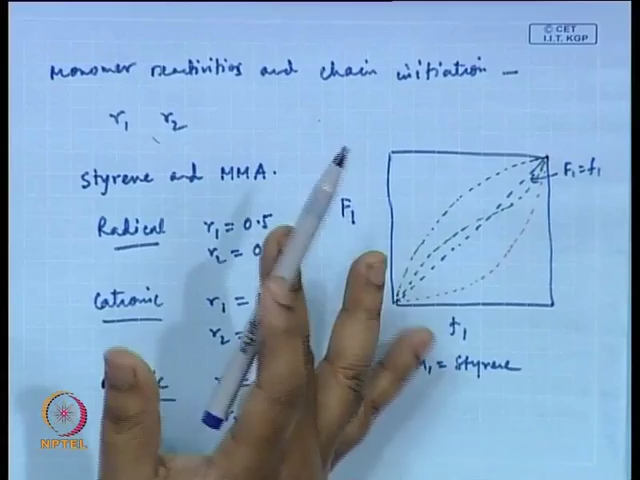 © CET
I.I.T. KGP
Monomer reactivities and chain initiation —
r₁ r₂
Styrene and MMA.
Radical r₁ = 0.5
r₂ = 0
Cationic r₁ =
r₂ =
F₁
F₁ = f₁
f₁
= Styrene
NPTEL